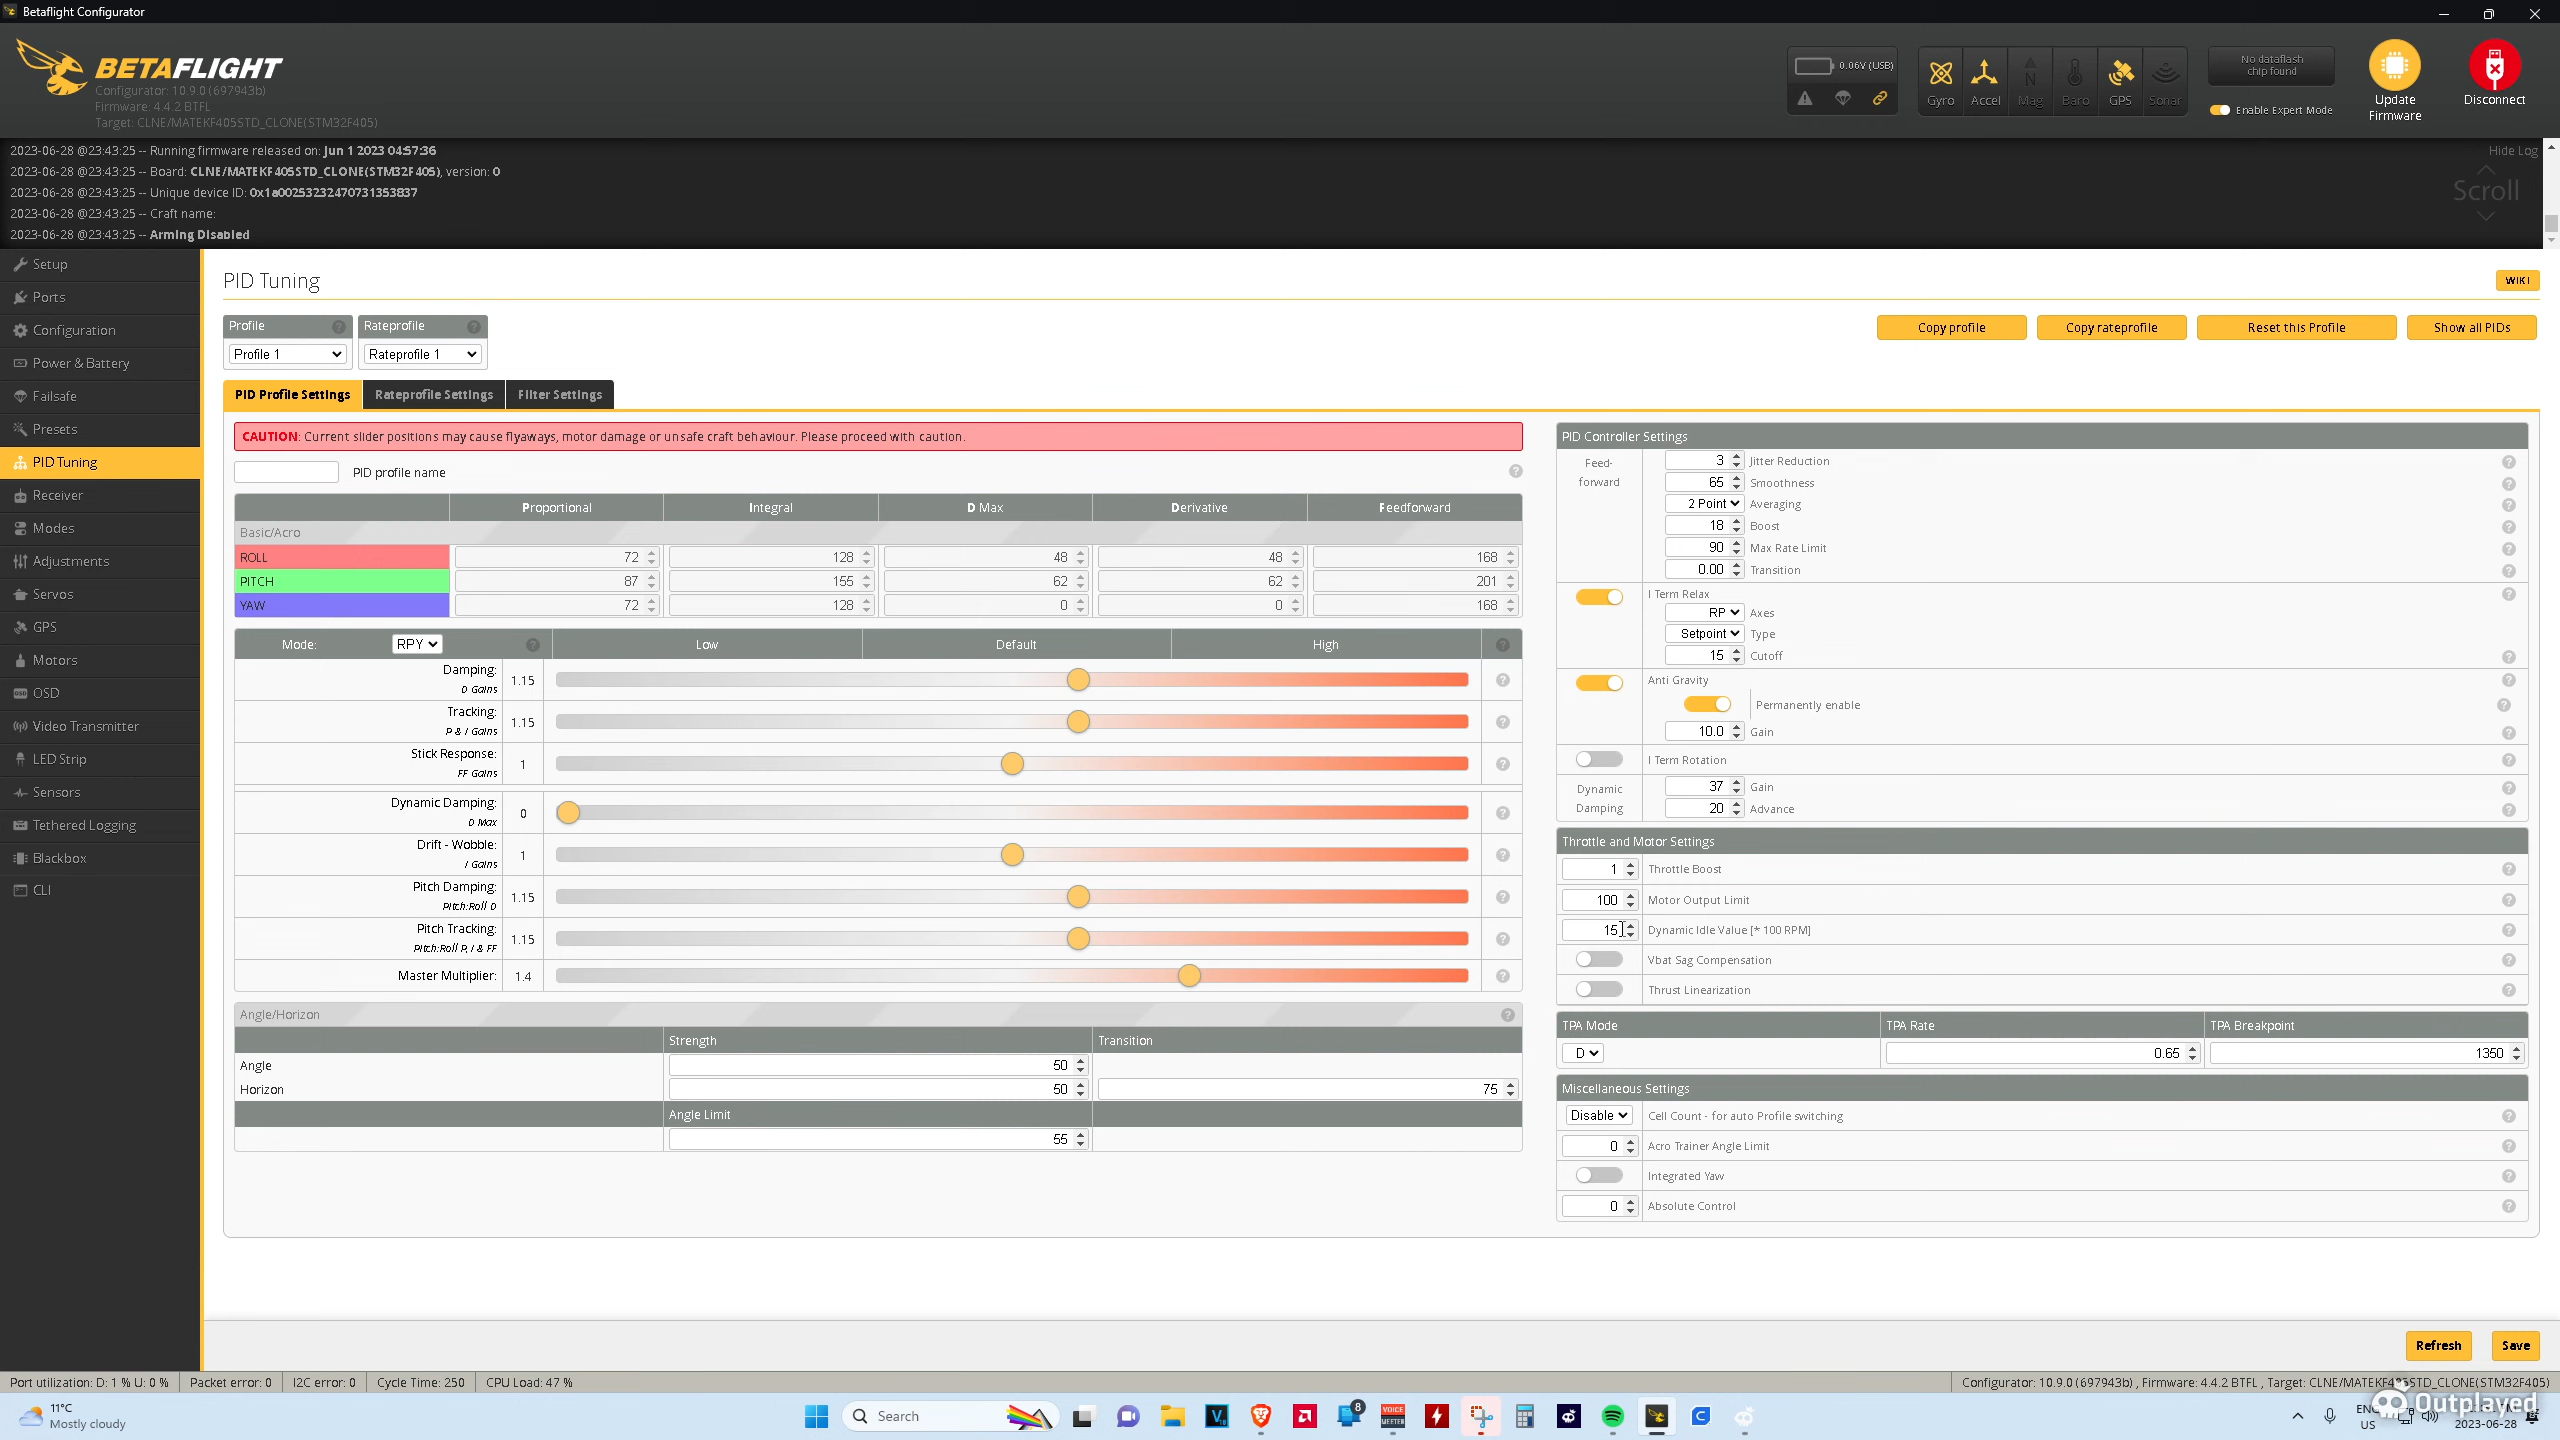 Betaflight Configurator
BETAFLIGHT
Configurator: 10.9.0 (697943b)
Firmware: 4.4.2 BTFL
Target: CLNE/MATEKF405STD_CLONE(STM32F405)
0.06V (USB)
Gyro
Accel
Mag
Baro
GPS
Sonar
No dataflash
chip found
Enable Expert Mode
Update
Firmware
Disconnect
2023-06-28 @23:43:25 -- Running firmware released on: Jun 1 2023 04:57:36
2023-06-28 @23:43:25 -- Board: CLNE/MATEKF405STD_CLONE(STM32F405), version: 0
2023-06-28 @23:43:25 -- Unique device ID: 0x1a00253232470731353837
2023-06-28 @23:43:25 -- Craft name:
2023-06-28 @23:43:25 -- Arming Disabled
Hide Log
Scroll
Setup
Ports
Configuration
Power & Battery
Failsafe
Presets
PID Tuning
Receiver
Modes
Adjustments
Servos
GPS
Motors
OSD
Video Transmitter
LED Strip
Sensors
Tethered Logging
Blackbox
CLI
PID Tuning
WIKI
Profile
Rateprofile
Profile 1
Rateprofile 1
Copy profile
Copy rateprofile
Reset this Profile
Show all PIDs
PID Profile Settings
Rateprofile Settings
Filter Settings
CAUTION: Current slider positions may cause flyaways, motor damage or unsafe craft behaviour. Please proceed with caution.
PID profile name
Proportional Integral D Max Derivative Feedforward
Basic/Acro
ROLL 72 128 48 48 168
PITCH 87 155 62 62 201
YAW 72 128 0 0 168
Mode: RPY Low Default High
Damping:
D Gains
1.15
Tracking:
P & I Gains
1.15
Stick Response:
FF Gains
1
Dynamic Damping:
D Max
0
Drift - Wobble:
I Gains
1
Pitch Damping:
Pitch:Roll D
1.15
Pitch Tracking:
Pitch:Roll P, I & FF
1.15
Master Multiplier: 1.4
Angle/Horizon
Strength Transition
Angle 50
Horizon 50 75
Angle Limit
55
PID Controller Settings
Feed-
forward
3 Jitter Reduction
65 Smoothness
2 Point Averaging
18 Boost
90 Max Rate Limit
0.00 Transition
I Term Relax
RP Axes
Setpoint Type
15 Cutoff
Anti Gravity
Permanently enable
10.0 Gain
I Term Rotation
Dynamic
Damping
37 Gain
20 Advance
Throttle and Motor Settings
1 Throttle Boost
100 Motor Output Limit
15 Dynamic Idle Value [* 100 RPM]
Vbat Sag Compensation
Thrust Linearization
TPA Mode TPA Rate TPA Breakpoint
D 0.65 1350
Miscellaneous Settings
Disable Cell Count - for auto Profile switching
0 Acro Trainer Angle Limit
Integrated Yaw
0 Absolute Control
Refresh
Save
Port utilization: D: 1 % U: 0 %
Packet error: 0
I2C error: 0
Cycle Time: 250
CPU Load: 47 %
Configurator: 10.9.0 (697943b) , Firmware: 4.4.2 BTFL , Target: CLNE/MATEKF405STD_CLONE(STM32F405)
11°C
Mostly cloudy
Search
8
VOICE
MEETER
ENG
US
2023-06-28
Outplayed